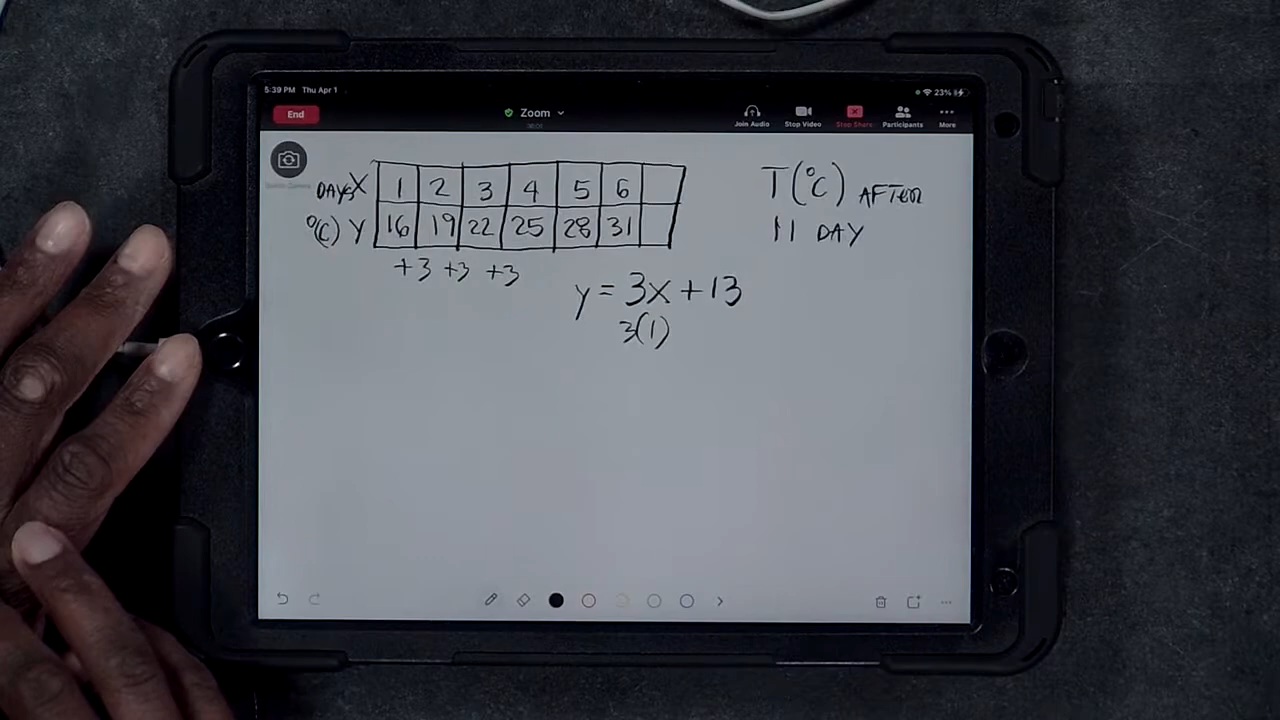 5:39 PM Thu Apr 1
23%
End
Zoom
Join Audio
Stop Video
Stop Share
Participants
More
DAYS X 1 2 3 4 5 6
(°C) Y 16 19 22 25 28 31
+3 +3 +3
T(°C) AFTER
11 DAY
y = 3x + 13
3(1)